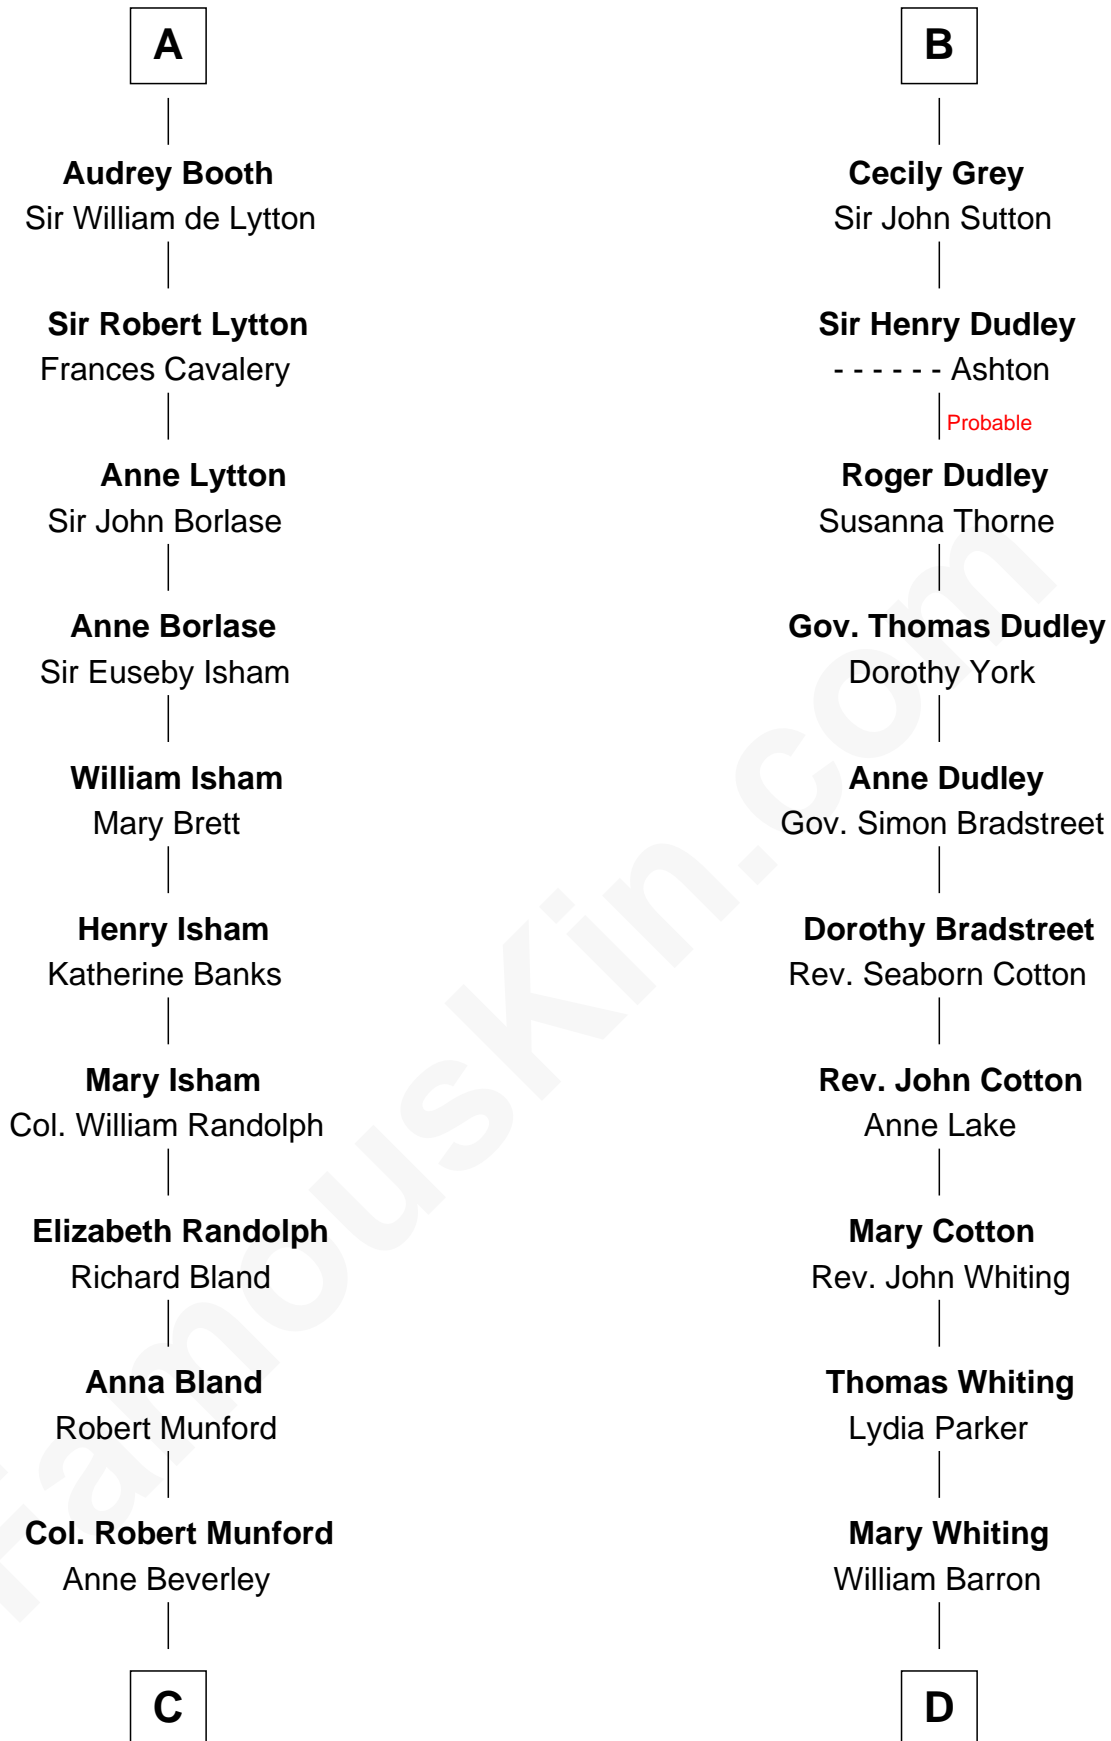 A
Audrey Booth
Sir William de Lytton
Sir Robert Lytton
Frances Cavalery
Anne Lytton
Sir John Borlase
Anne Borlase
Sir Euseby Isham
William Isham
Mary Brett
Henry Isham
Katherine Banks
Mary Isham
Col. William Randolph
Elizabeth Randolph
Richard Bland
Anna Bland
Robert Munford
Col. Robert Munford
Anne Beverley
C
B
Cecily Grey
Sir John Sutton
Sir Henry Dudley
- - - - - - Ashton
Probable
Roger Dudley
Susanna Thorne
Gov. Thomas Dudley
Dorothy York
Anne Dudley
Gov. Simon Bradstreet
Dorothy Bradstreet
Rev. Seaborn Cotton
Rev. John Cotton
Anne Lake
Mary Cotton
Rev. John Whiting
Thomas Whiting
Lydia Parker
Mary Whiting
William Barron
D
FamousKin.com